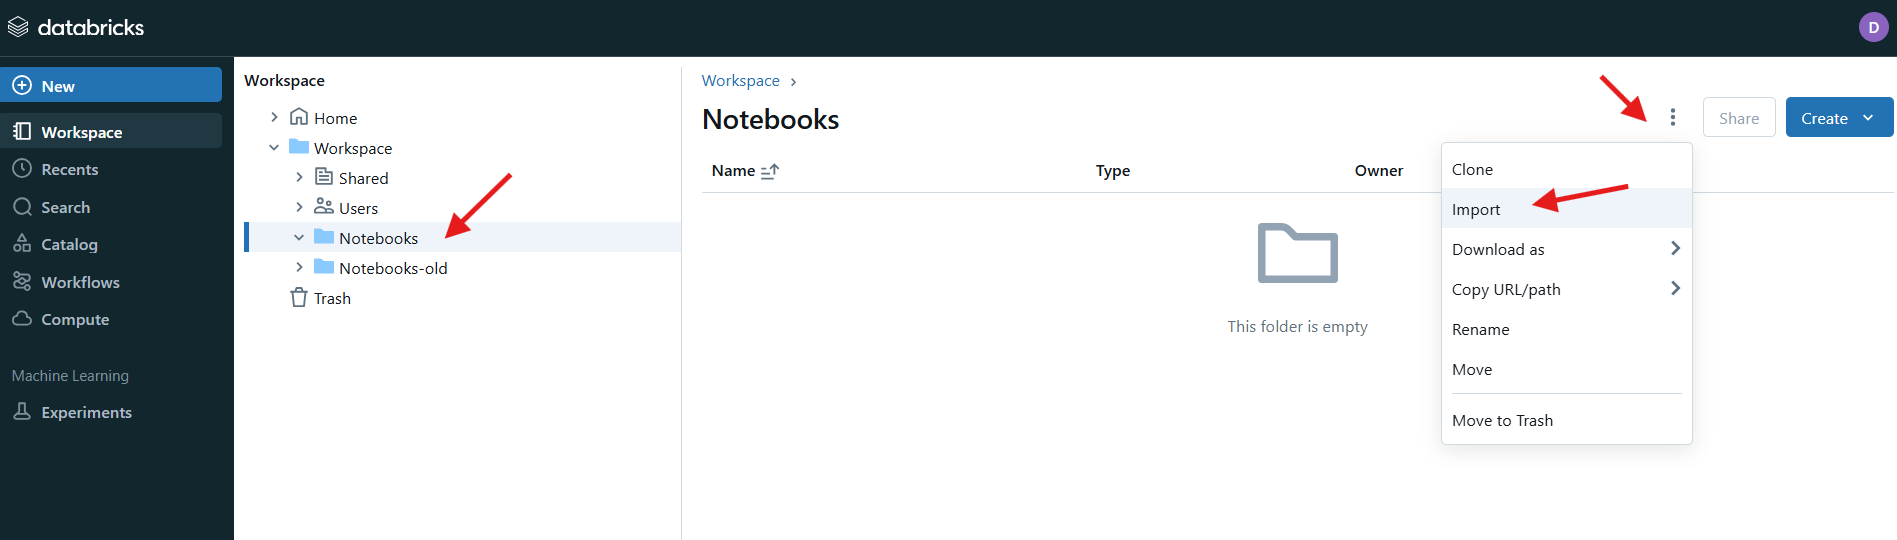 databricks
D
New
Workspace
Recents
Search
Catalog
Workflows
Compute
Machine Learning
Experiments
Workspace
Home
Workspace
Shared
Users
Notebooks
Notebooks-old
Trash
Workspace ›
Notebooks
Share
Create
Name
Type
Owner
This folder is empty
Clone
Import
Download as
Copy URL/path
Rename
Move
Move to Trash